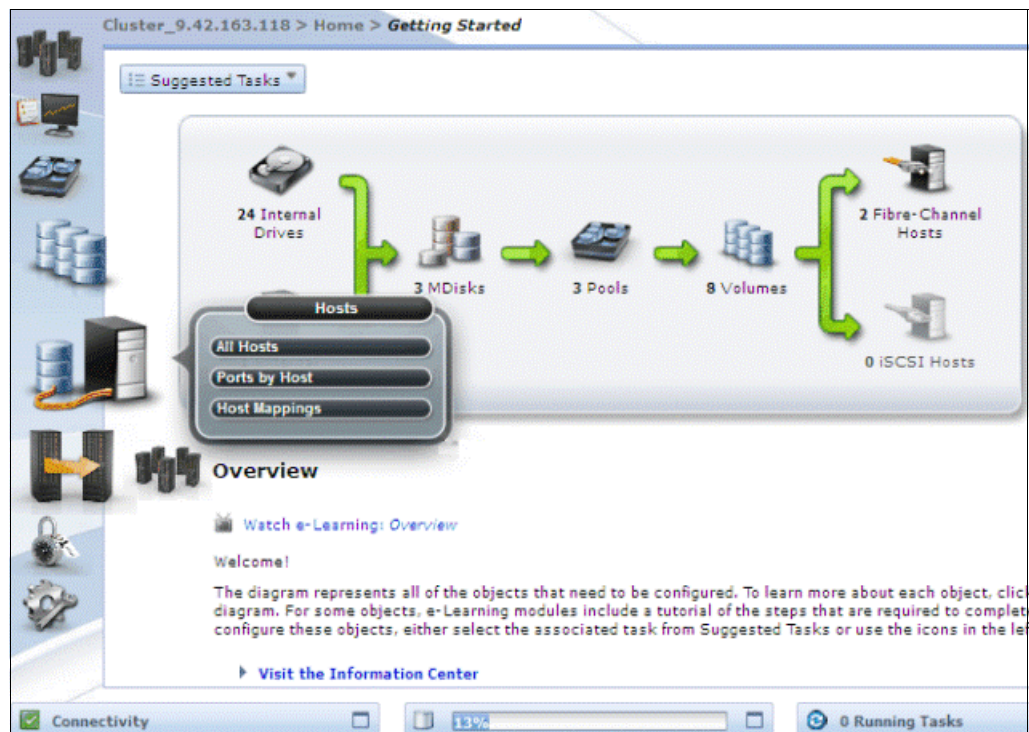 Cluster_9.42.163.118 > Home > Getting Started
Suggested Tasks
24 Internal
Drives
3 MDisks
3 Pools
8 Volumes
2 Fibre-Channel
Hosts
0 iSCSI Hosts
Hosts
All Hosts
Ports by Host
Host Mappings
Overview
Watch e-Learning: Overview
Welcome!
The diagram represents all of the objects that need to be configured. To learn more about each object, clic
diagram. For some objects, e-Learning modules include a tutorial of the steps that are required to complet
configure these objects, either select the associated task from Suggested Tasks or use the icons in the lef
Visit the Information Center
Connectivity
13%
0 Running Tasks